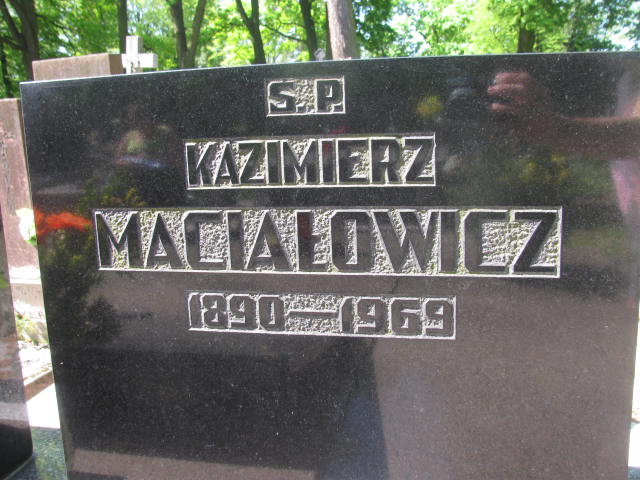 S.P.
KAZIMIERZ
MACIAŁOWICZ
1890—1969